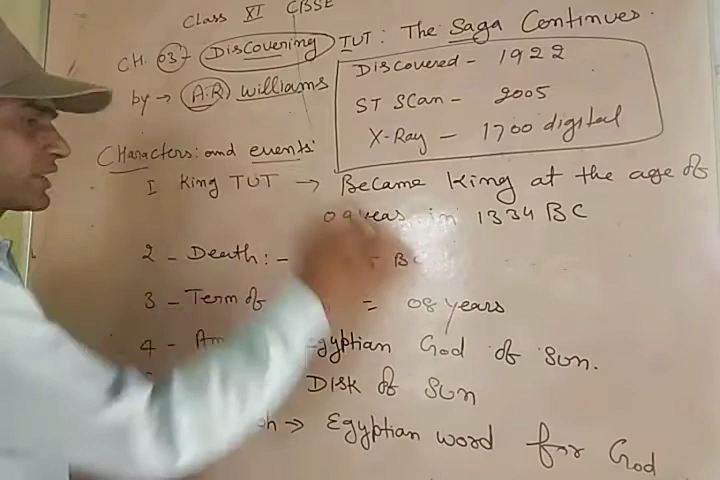 Class XI CBSE
CH. 03 - Discovering TUT: The Saga Continues.
by → A.R. williams
Discovered - 1922
ST SCan - 2005
X-Ray - 1700 digital
CHaracters: and events:
I King TUT → Became King at the age of
09 years in 1334 BC
2 - Death: - BC
3 - Term of = 08 years
4 - Egyptian God of Sun.
DISK of SUN
→ Egyptian word for God